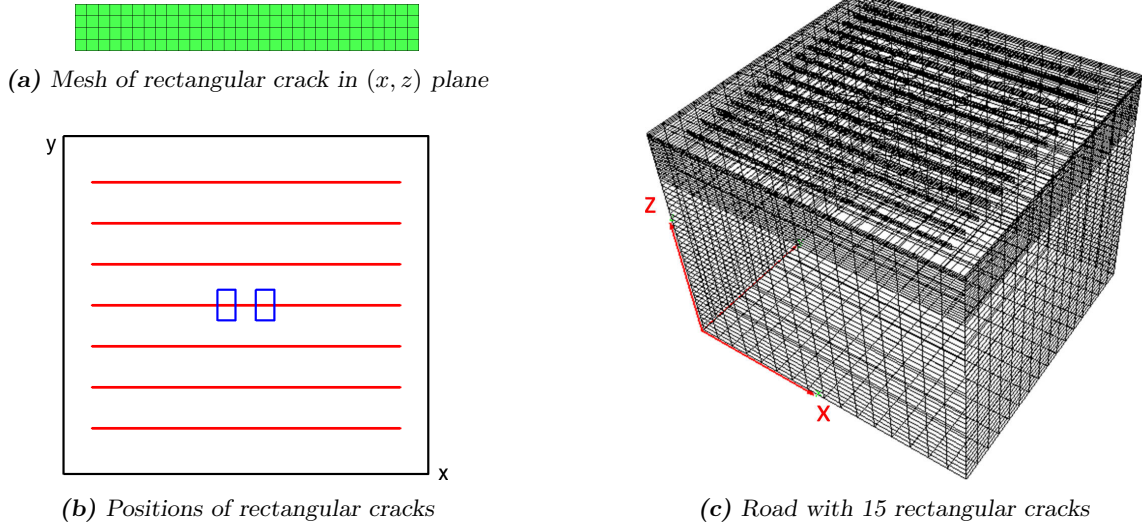 (a) Mesh of rectangular crack in (x, z) plane
y
x
(b) Positions of rectangular cracks
Z
X
(c) Road with 15 rectangular cracks